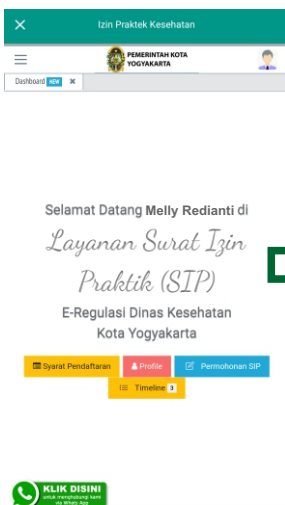 Izin Praktek Kesehatan
PEMERINTAH KOTA
YOGYAKARTA
Dashboard NEW ×
Selamat Datang Melly Redianti di
Layanan Surat Izin
Praktik (SIP)
E-Regulasi Dinas Kesehatan
Kota Yogyakarta
Syarat Pendaftaran Profile Permohonan SIP
Timeline 3
KLIK DISINI
untuk menghubungi kami
via Whats App